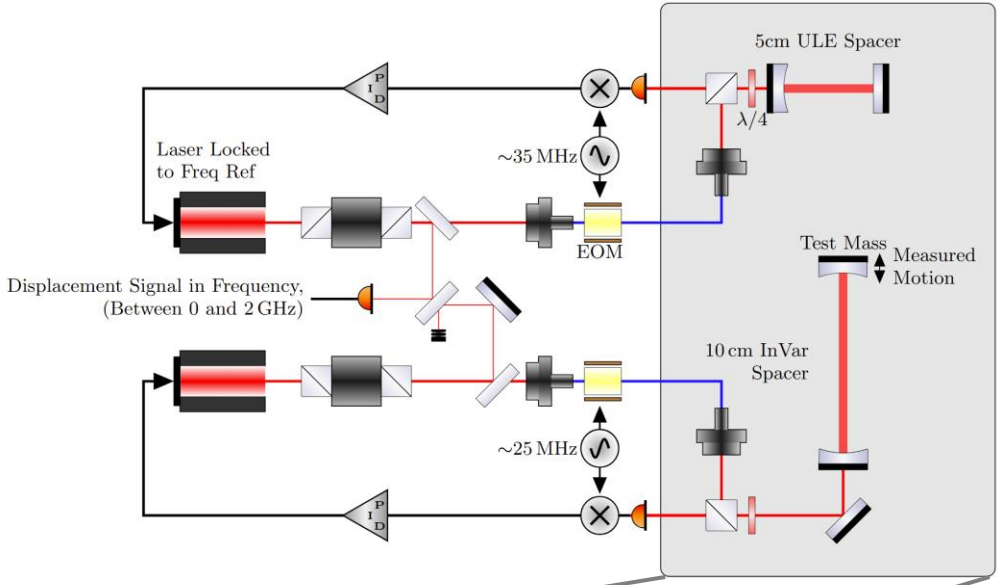 5cm ULE Spacer
P
I
D
λ/4
Laser Locked
to Freq Ref
~35 MHz
EOM
Test Mass
Measured
Motion
Displacement Signal in Frequency,
(Between 0 and 2 GHz)
10 cm InVar
Spacer
~25 MHz
P
I
D